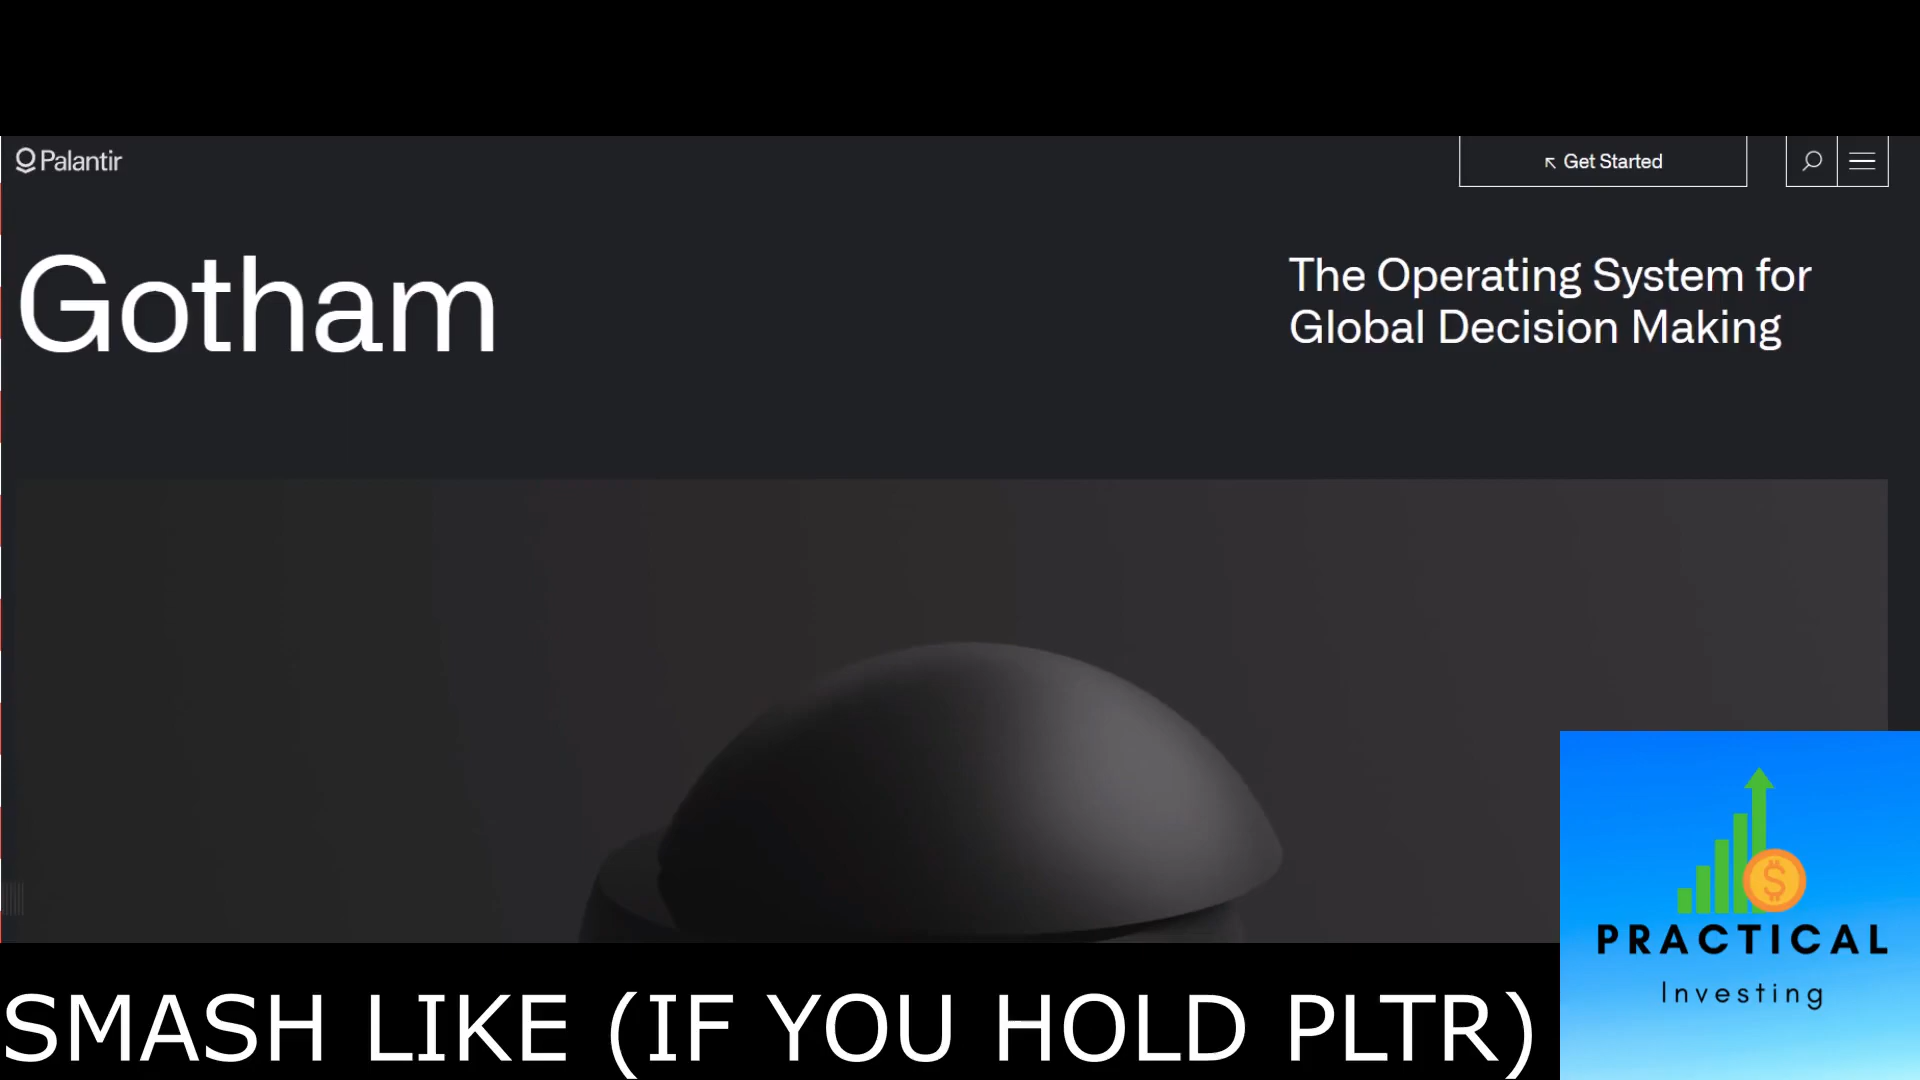 Palantir
Get Started
Gotham
The Operating System for
Global Decision Making
$
PRACTICAL
Investing
SMASH LIKE (IF YOU HOLD PLTR)